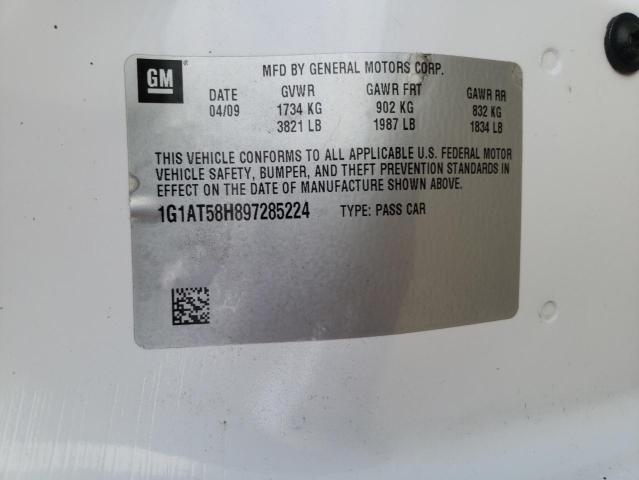 GM
MFD BY GENERAL MOTORS CORP.
DATE GVWR GAWR FRT GAWR RR
04/09 1734 KG 902 KG 832 KG
3821 LB 1987 LB 1834 LB
THIS VEHICLE CONFORMS TO ALL APPLICABLE U.S. FEDERAL MOTOR
VEHICLE SAFETY, BUMPER, AND THEFT PREVENTION STANDARDS IN
EFFECT ON THE DATE OF MANUFACTURE SHOWN ABOVE.
1G1AT58H897285224 TYPE: PASS CAR